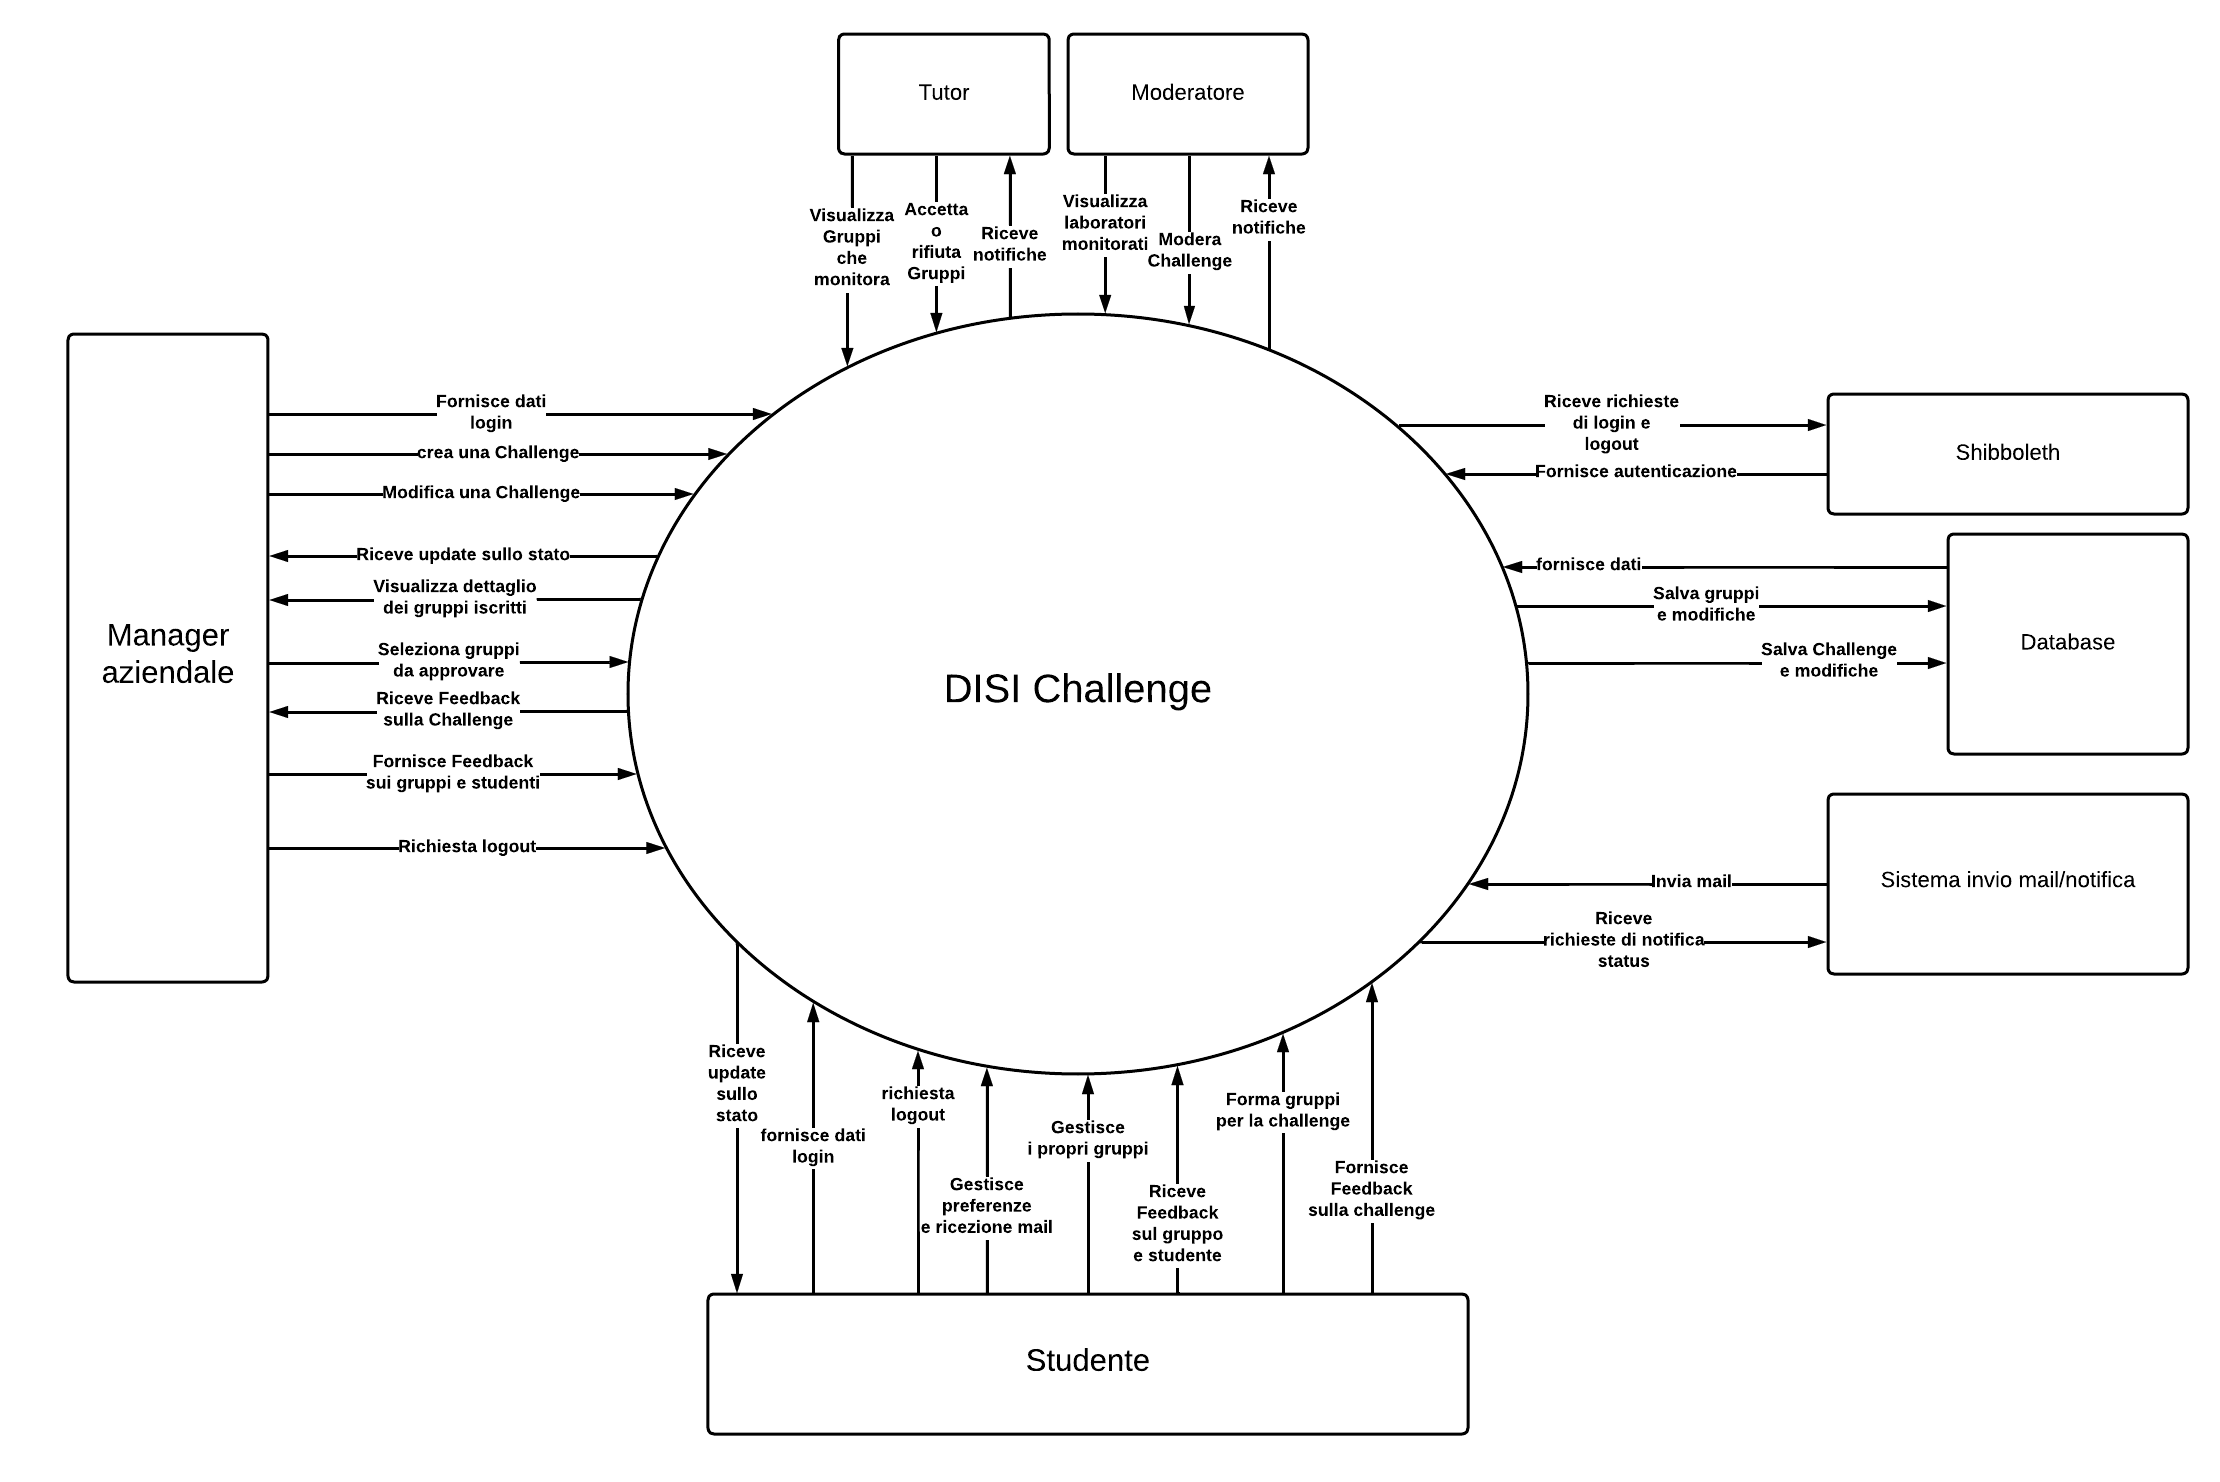 Tutor
Moderatore
Visualizza
Gruppi
che
monitora
Accetta
o
rifiuta
Gruppi
Riceve
notifiche
Visualizza
laboratori
monitorati
Modera
Challenge
Riceve
notifiche
Manager
aziendale
Fornisce dati
login
crea una Challenge
Modifica una Challenge
Riceve update sullo stato
Visualizza dettaglio
dei gruppi iscritti
Seleziona gruppi
da approvare
Riceve Feedback
sulla Challenge
Fornisce Feedback
sui gruppi e studenti
Richiesta logout
DISI Challenge
Riceve richieste
di login e
logout
Fornisce autenticazione
Shibboleth
fornisce dati
Salva gruppi
e modifiche
Salva Challenge
e modifiche
Database
Invia mail
Riceve
richieste di notifica
status
Sistema invio mail/notifica
Riceve
update
sullo
stato
fornisce dati
login
richiesta
logout
Gestisce
preferenze
e ricezione mail
Gestisce
i propri gruppi
Riceve
Feedback
sul gruppo
e studente
Forma gruppi
per la challenge
Fornisce
Feedback
sulla challenge
Studente